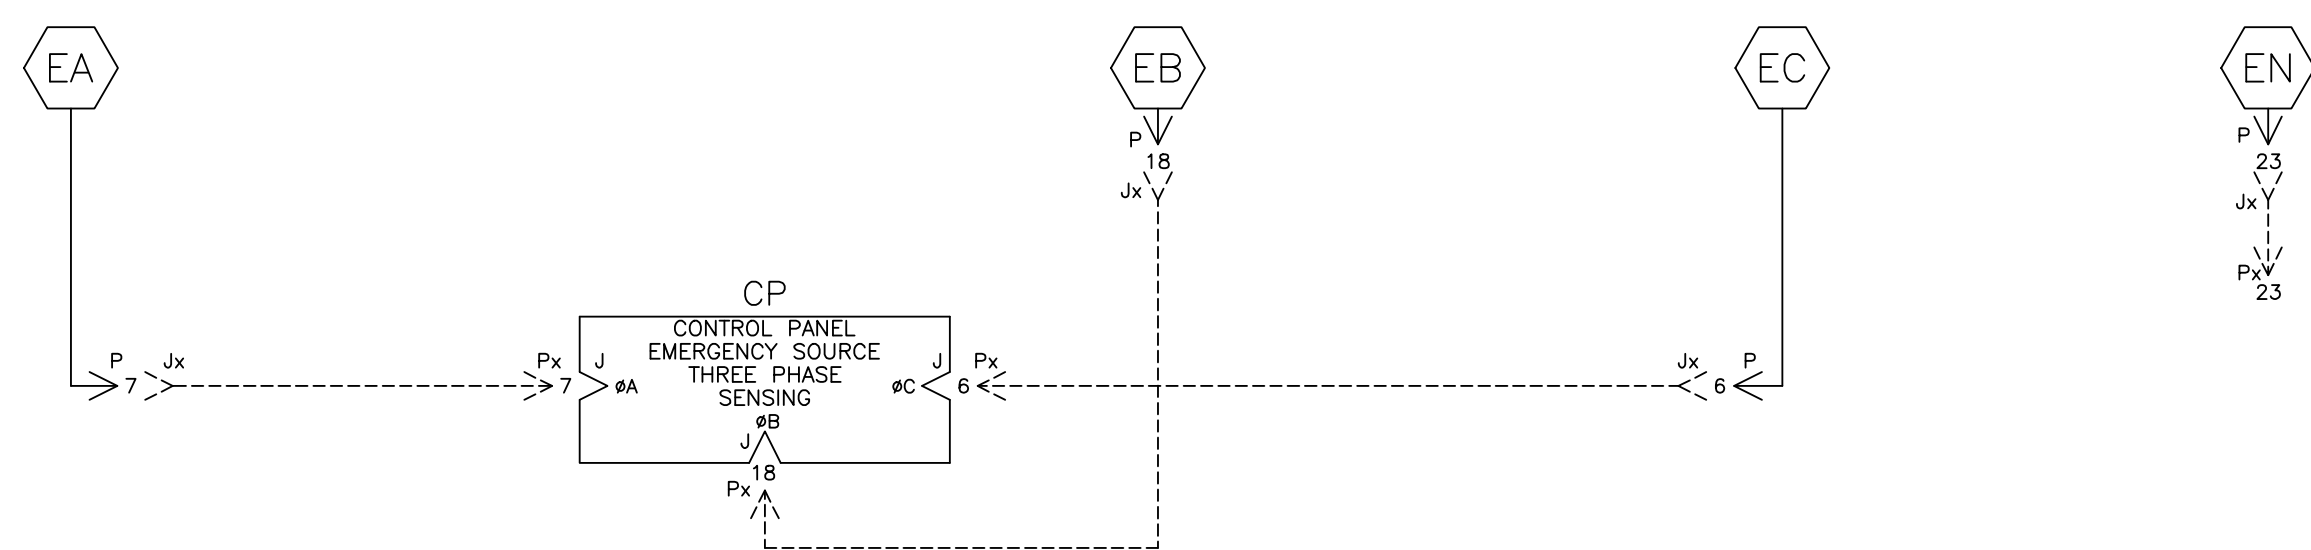 EA
EB
EC
EN
P
18
Jx
P
23
Jx
Px
23
CP
CONTROL PANEL
EMERGENCY SOURCE
THREE PHASE
SENSING
P
7
Jx
Px
7
J
øA
øC
J
6
Px
Jx
6
P
øB
J
18
Px